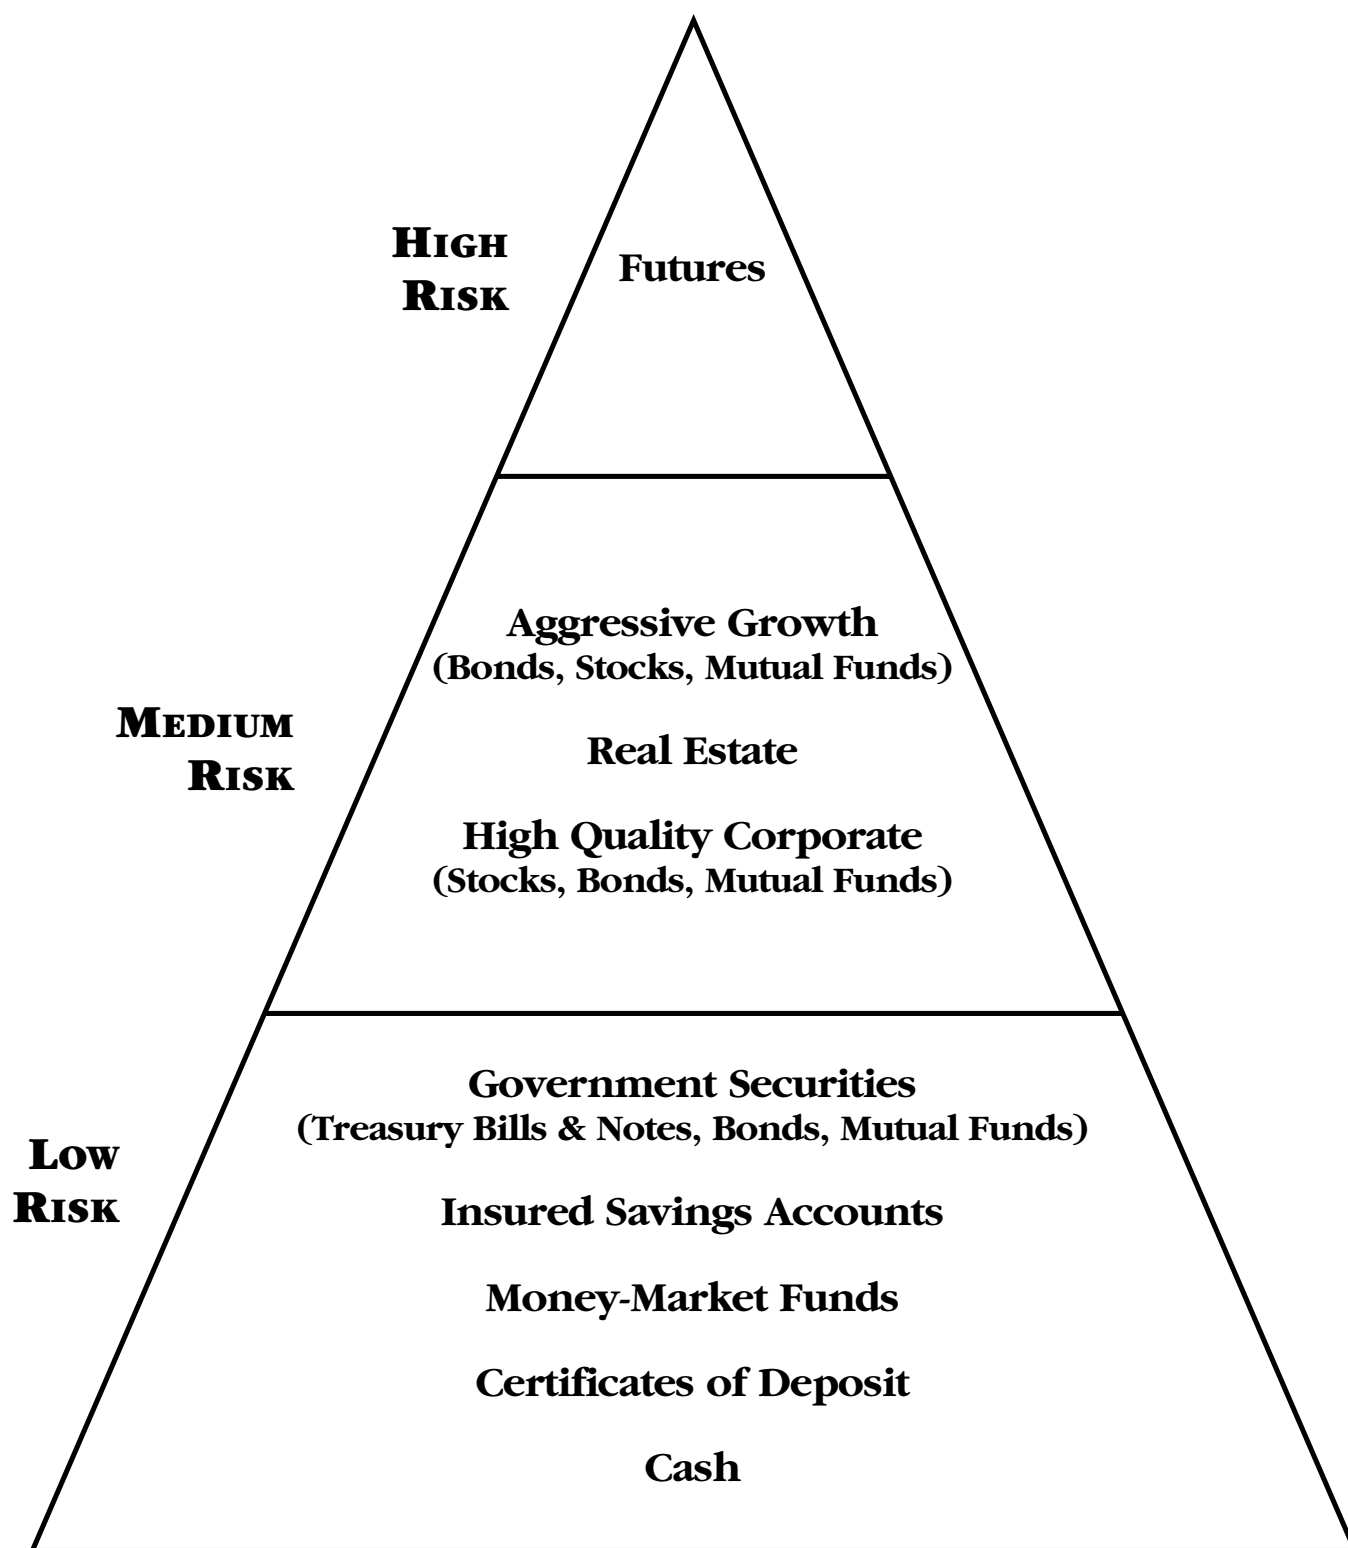 HIGH
RISK
Futures
Aggressive Growth
(Bonds, Stocks, Mutual Funds)
MEDIUM
RISK
Real Estate
High Quality Corporate
(Stocks, Bonds, Mutual Funds)
Government Securities
(Treasury Bills & Notes, Bonds, Mutual Funds)
LOW
RISK
Insured Savings Accounts
Money-Market Funds
Certificates of Deposit
Cash